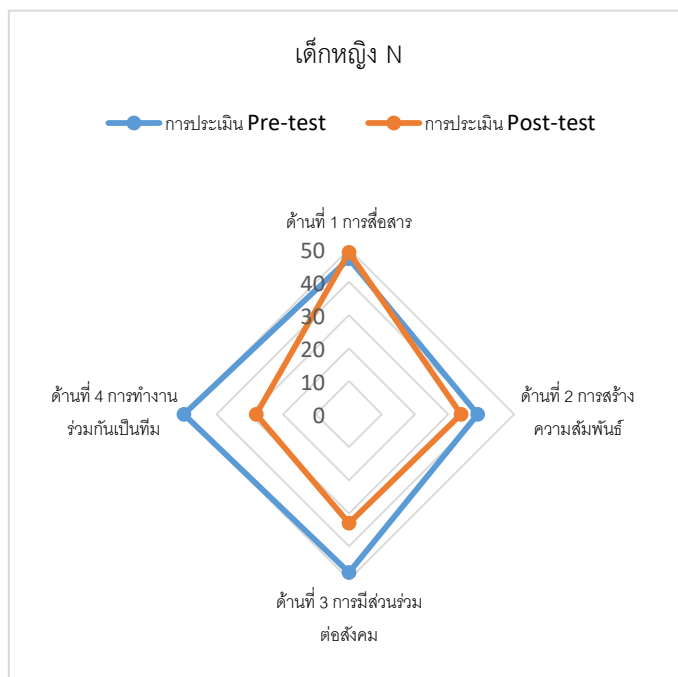 เด็กหญิง N
การประเมิน Pre-test
การประเมิน Post-test
ด้านที่ 1 การสื่อสาร
50
40
30
20
10
0
ด้านที่ 4 การทำงาน
ร่วมกันเป็นทีม
ด้านที่ 2 การสร้าง
ความสัมพันธ์
ด้านที่ 3 การมีส่วนร่วม
ต่อสังคม